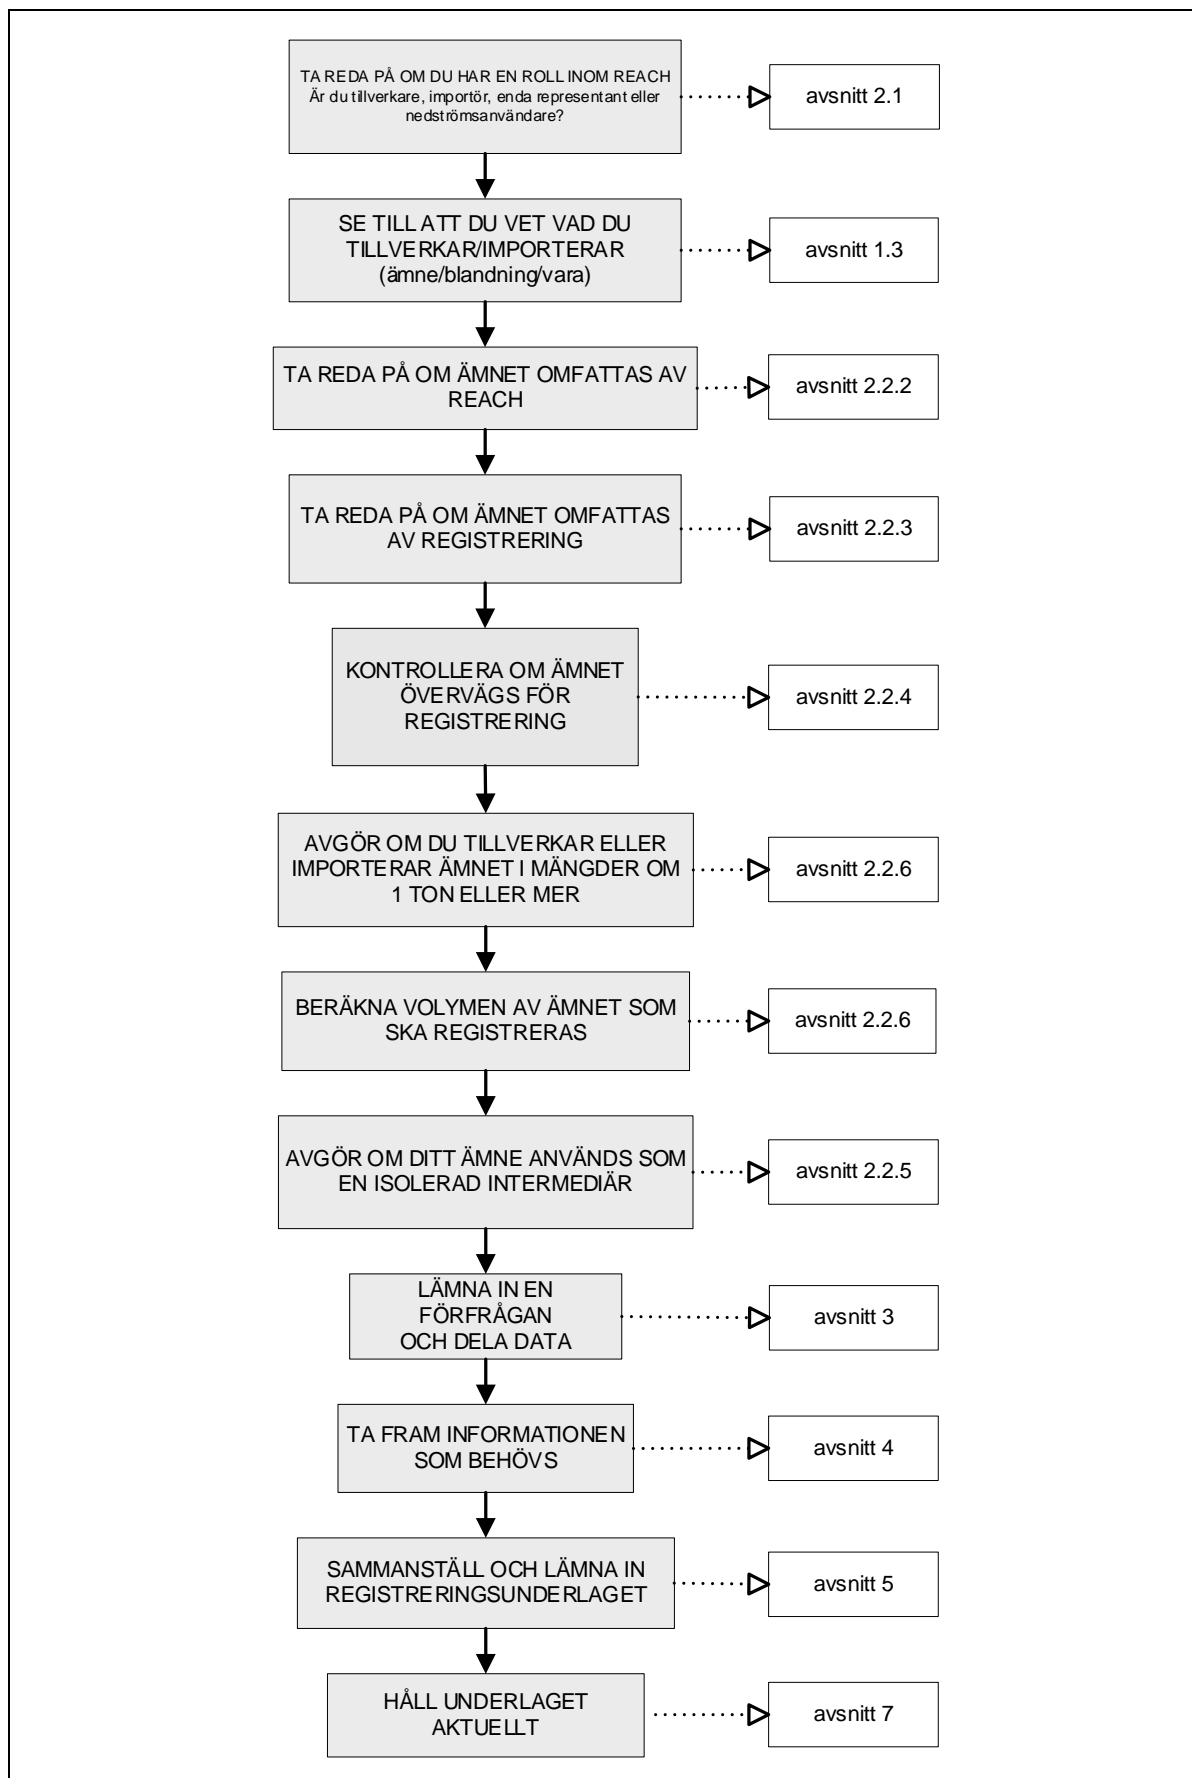 TA REDA PÅ OM DU HAR EN ROLL INOM REACH
Är du tillverkare, importör, enda representant eller
nedströmsanvändare?
avsnitt 2.1
SE TILL ATT DU VET VAD DU
TILLVERKAR/IMPORTERAR
(ämne/blandning/vara)
avsnitt 1.3
TA REDA PÅ OM ÄMNET OMFATTAS AV
REACH
avsnitt 2.2.2
TA REDA PÅ OM ÄMNET OMFATTAS
AV REGISTRERING
avsnitt 2.2.3
KONTROLLERA OM ÄMNET
ÖVERVÄGS FÖR
REGISTRERING
avsnitt 2.2.4
AVGÖR OM DU TILLVERKAR ELLER
IMPORTERAR ÄMNET I MÄNGDER OM
1 TON ELLER MER
avsnitt 2.2.6
BERÄKNA VOLYMEN AV ÄMNET SOM
SKA REGISTRERAS
avsnitt 2.2.6
AVGÖR OM DITT ÄMNE ANVÄNDS SOM
EN ISOLERAD INTERMEDIÄR
avsnitt 2.2.5
LÄMNA IN EN
FÖRFRÅGAN
OCH DELA DATA
avsnitt 3
TA FRAM INFORMATIONEN
SOM BEHÖVS
avsnitt 4
SAMMANSTÄLL OCH LÄMNA IN
REGISTRERINGSUNDERLAGET
avsnitt 5
HÅLL UNDERLAGET
AKTUELLT
avsnitt 7